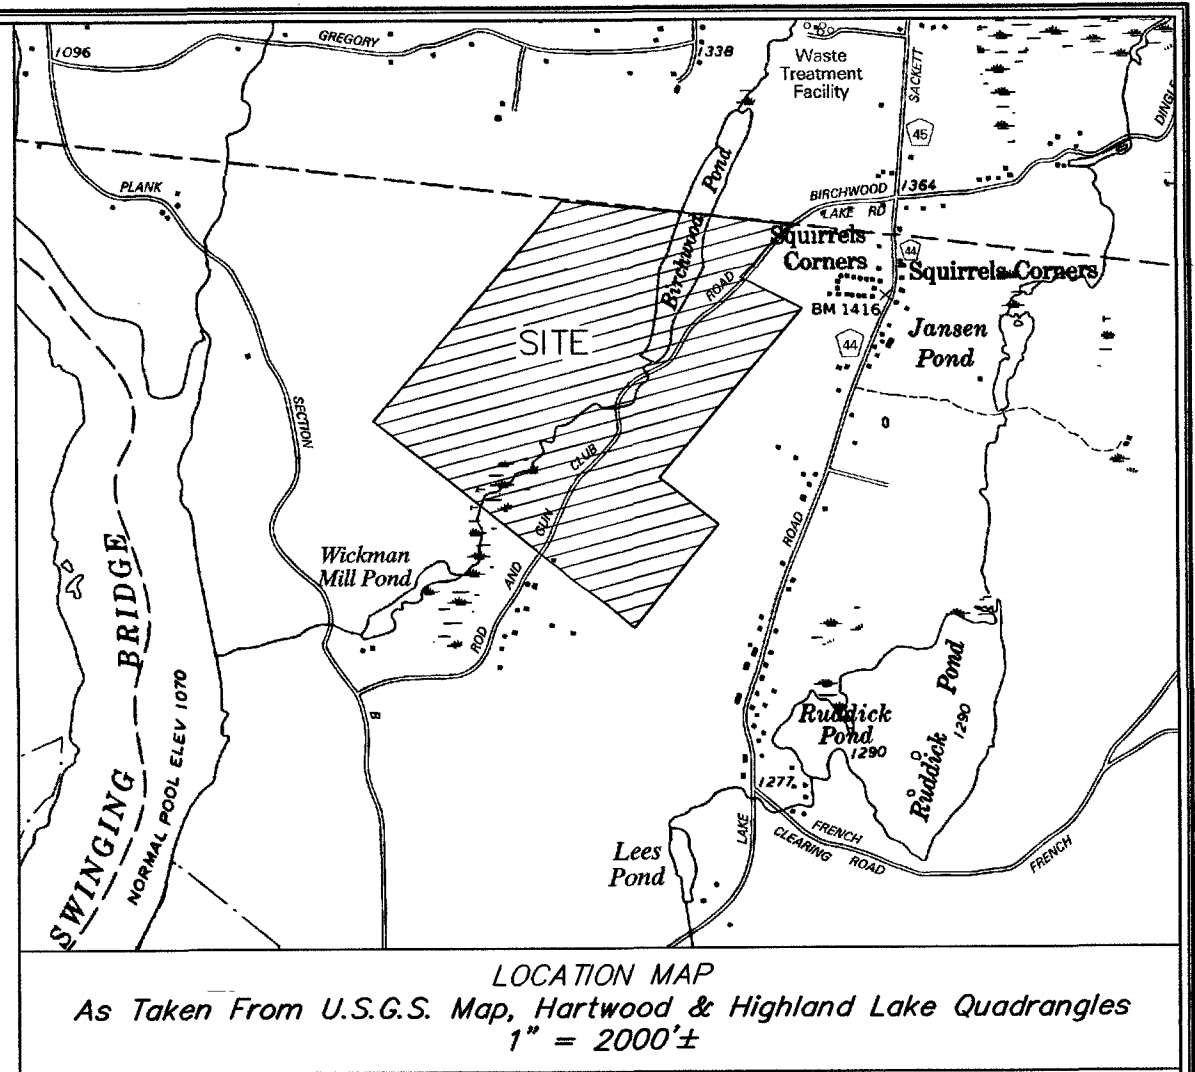 1096
GREGORY
1338
Waste
Treatment
Facility
SACKETT
45
DINGLE
PLANK
Birchwood Pond
BIRCHWOOD
LAKE RD
1364
Squirrels
Corners
44
Squirrels Corners
ROAD
BM 1416
SITE
44
Jansen
Pond
SECTION
CLUB
GUN
AND
ROD
ROAD
Wickman
Mill Pond
SWINGING BRIDGE
NORMAL POOL ELEV 1070
Ruddick
Pond
1290
Ruddick Pond
1290
1277
LAKE
FRENCH
CLEARING ROAD
FRENCH
Lees
Pond
LOCATION MAP
As Taken From U.S.G.S. Map, Hartwood & Highland Lake Quadrangles
1" = 2000'±